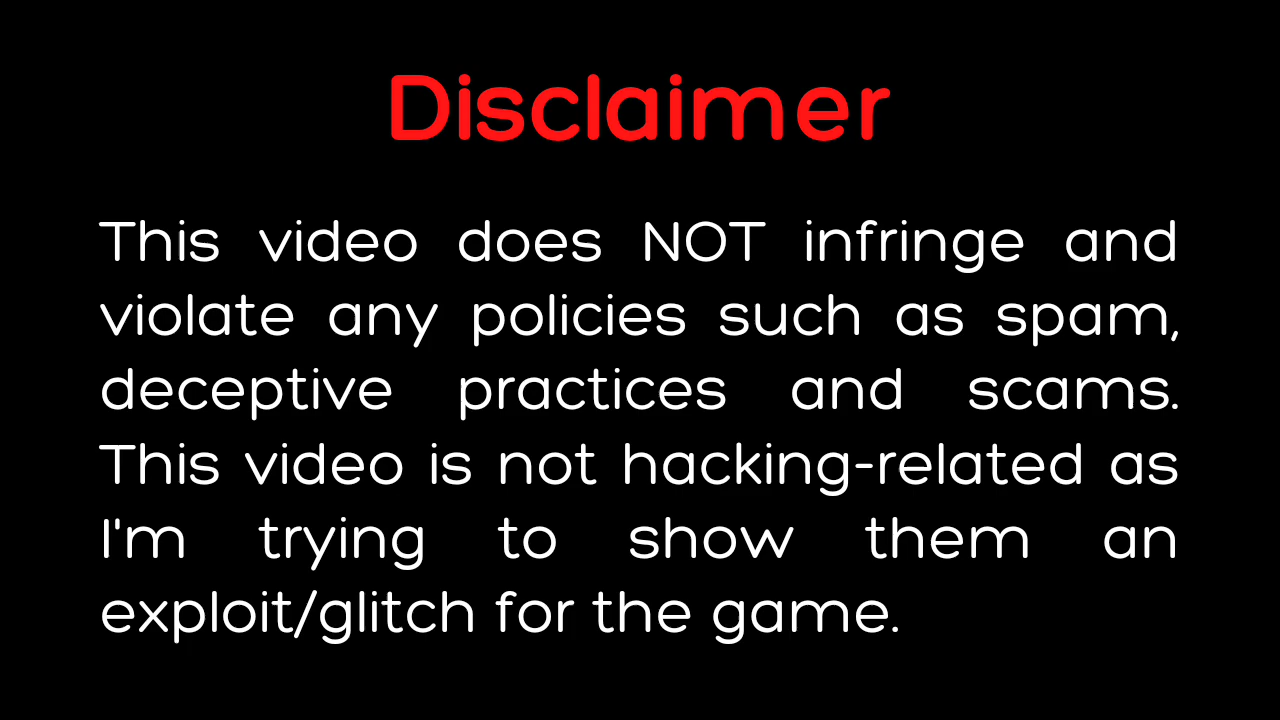 Disclaimer
This video does NOT infringe and
violate any policies such as spam,
deceptive practices and scams.
This video is not hacking-related as
I'm trying to show them an
exploit/glitch for the game.